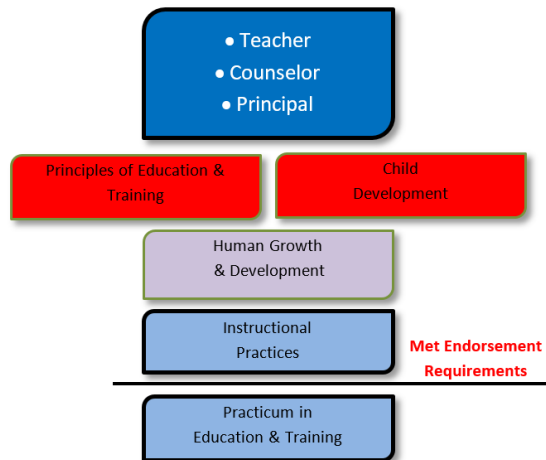 • Teacher
• Counselor
• Principal
Principles of Education &
Training
Child
Development
Human Growth
& Development
Instructional
Practices
Met Endorsement
Requirements
Practicum in
Education & Training